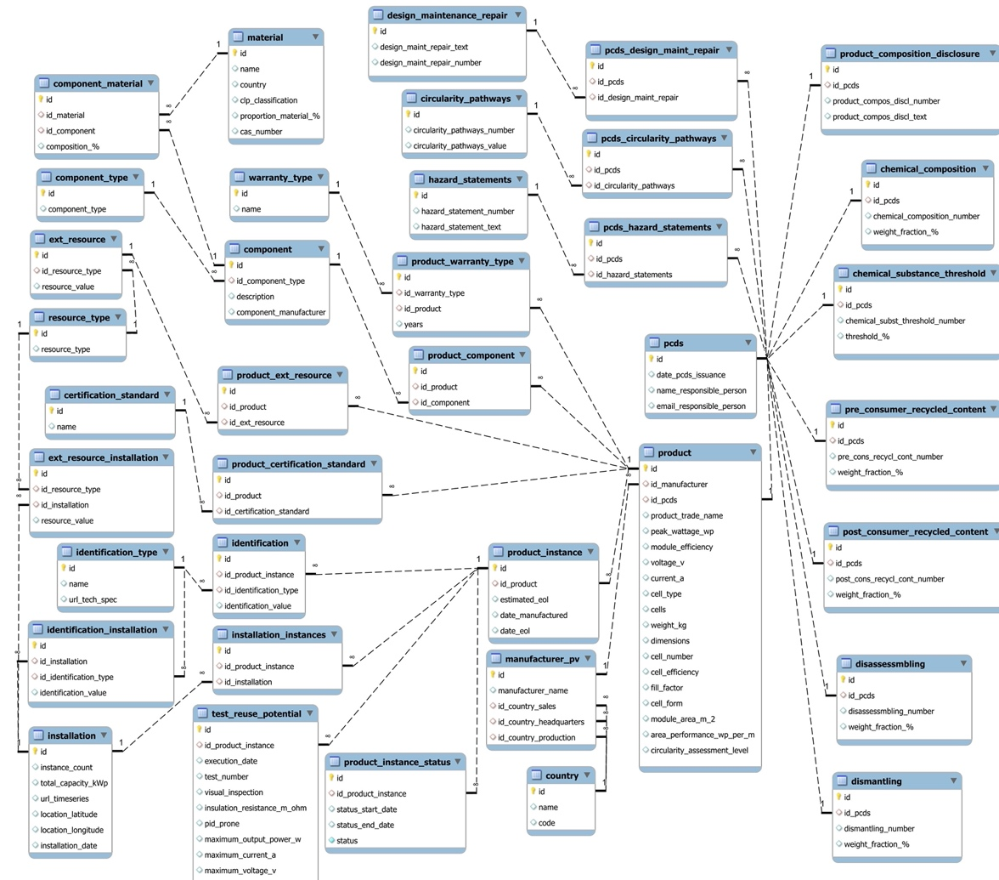 design_maintenance_repair
id
design_maint_repair_text
design_maint_repair_number
material
id
name
country
clp_classification
proportion_material_%
cas_number
pcds_design_maint_repair
id
id_pcds
id_design_maint_repair
product_composition_disclosure
id
id_pcds
product_compos_discl_number
product_compos_discl_text
component_material
id
id_material
id_component
composition_%
circularity_pathways
id
circularity_pathways_number
circularity_pathways_value
pcds_circularity_pathways
id
id_pcds
id_circularity_pathways
chemical_composition
id
id_pcds
chemical_composition_number
weight_fraction_%
component_type
id
component_type
warranty_type
id
name
hazard_statements
id
hazard_statement_number
hazard_statement_text
pcds_hazard_statements
id
id_pcds
id_hazard_statements
ext_resource
id
id_resource_type
resource_value
component
id
id_component_type
description
component_manufacturer
product_warranty_type
id
id_warranty_type
id_product
years
chemical_substance_threshold
id
id_pcds
chemical_subst_threshold_number
threshold_%
resource_type
id
resource_type
pcds
id
date_pcds_issuance
name_responsible_person
email_responsible_person
product_component
id
id_product
id_component
product_ext_resource
id
id_product
id_ext_resource
certification_standard
id
name
pre_consumer_recycled_content
id
id_pcds
pre_cons_recycl_cont_number
weight_fraction_%
ext_resource_installation
id
id_resource_type
id_installation
resource_value
product_certification_standard
id
id_product
id_certification_standard
product
id
id_manufacturer
id_pcds
product_trade_name
peak_wattage_wp
module_efficiency
voltage_v
current_a
cell_type
cells
weight_kg
dimensions
cell_number
cell_efficiency
fill_factor
cell_form
module_area_m_2
area_performance_wp_per_m
circularity_assessment_level
post_consumer_recycled_content
id
id_pcds
post_cons_recycl_cont_number
weight_fraction_%
identification_type
id
name
url_tech_spec
identification
id
id_product_instance
id_identification_type
identification_value
product_instance
id
id_product
estimated_eol
date_manufactured
date_eol
identification_installation
id
id_installation
id_identification_type
identification_value
installation_instances
id
id_product_instance
id_installation
manufacturer_pv
id
manufacturer_name
id_country_sales
id_country_headquarters
id_country_production
disassessmbling
id
id_pcds
disassessmbling_number
weight_fraction_%
installation
id
instance_count
total_capacity_kWp
url_timeseries
location_latitude
location_longitude
installation_date
test_reuse_potential
id
id_product_instance
execution_date
test_number
visual_inspection
insulation_resistance_m_ohm
pid_prone
maximum_output_power_w
maximum_current_a
maximum_voltage_v
product_instance_status
id
id_product_instance
status_start_date
status_end_date
status
country
id
name
code
dismantling
id
id_pcds
dismantling_number
weight_fraction_%